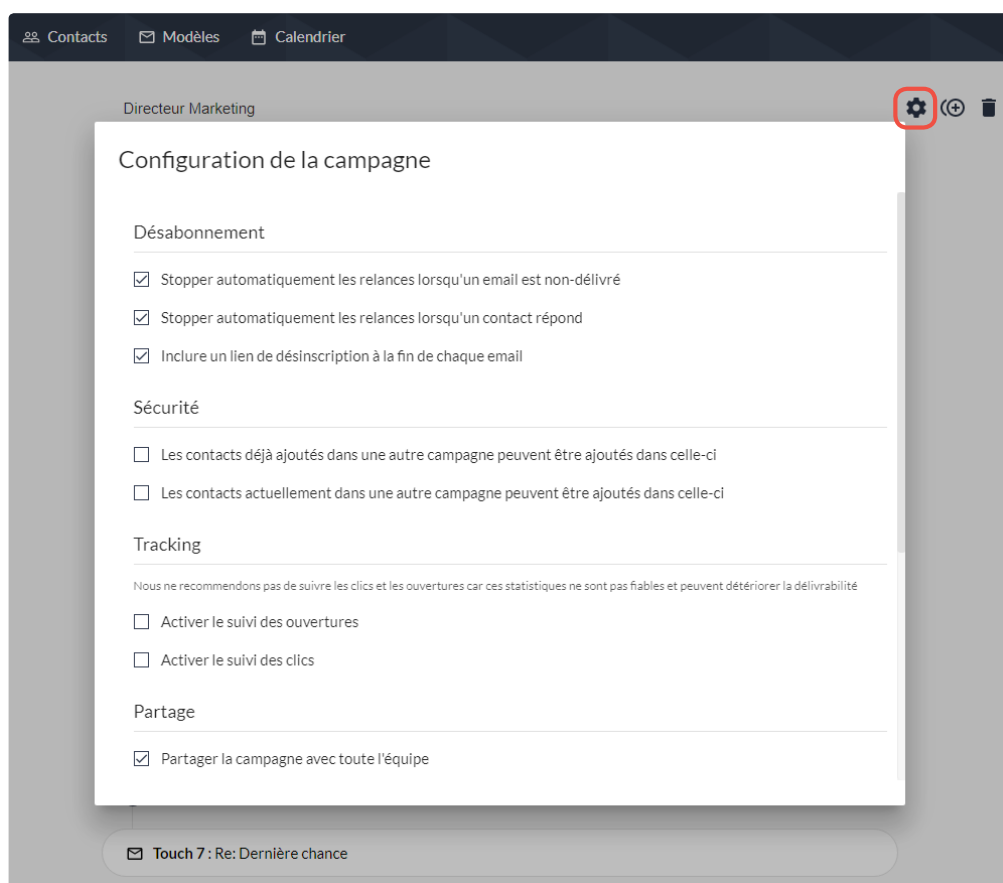 Contacts Modèles Calendrier
Directeur Marketing
Configuration de la campagne
Désabonnement
Stopper automatiquement les relances lorsqu'un email est non-délivré
Stopper automatiquement les relances lorsqu'un contact répond
Inclure un lien de désinscription à la fin de chaque email
Sécurité
Les contacts déjà ajoutés dans une autre campagne peuvent être ajoutés dans celle-ci
Les contacts actuellement dans une autre campagne peuvent être ajoutés dans celle-ci
Tracking
Nous ne recommendons pas de suivre les clics et les ouvertures car ces statistiques ne sont pas fiables et peuvent détériorer la délivrabilité
Activer le suivi des ouvertures
Activer le suivi des clics
Partage
Partager la campagne avec toute l'équipe
Touch 7 : Re: Dernière chance